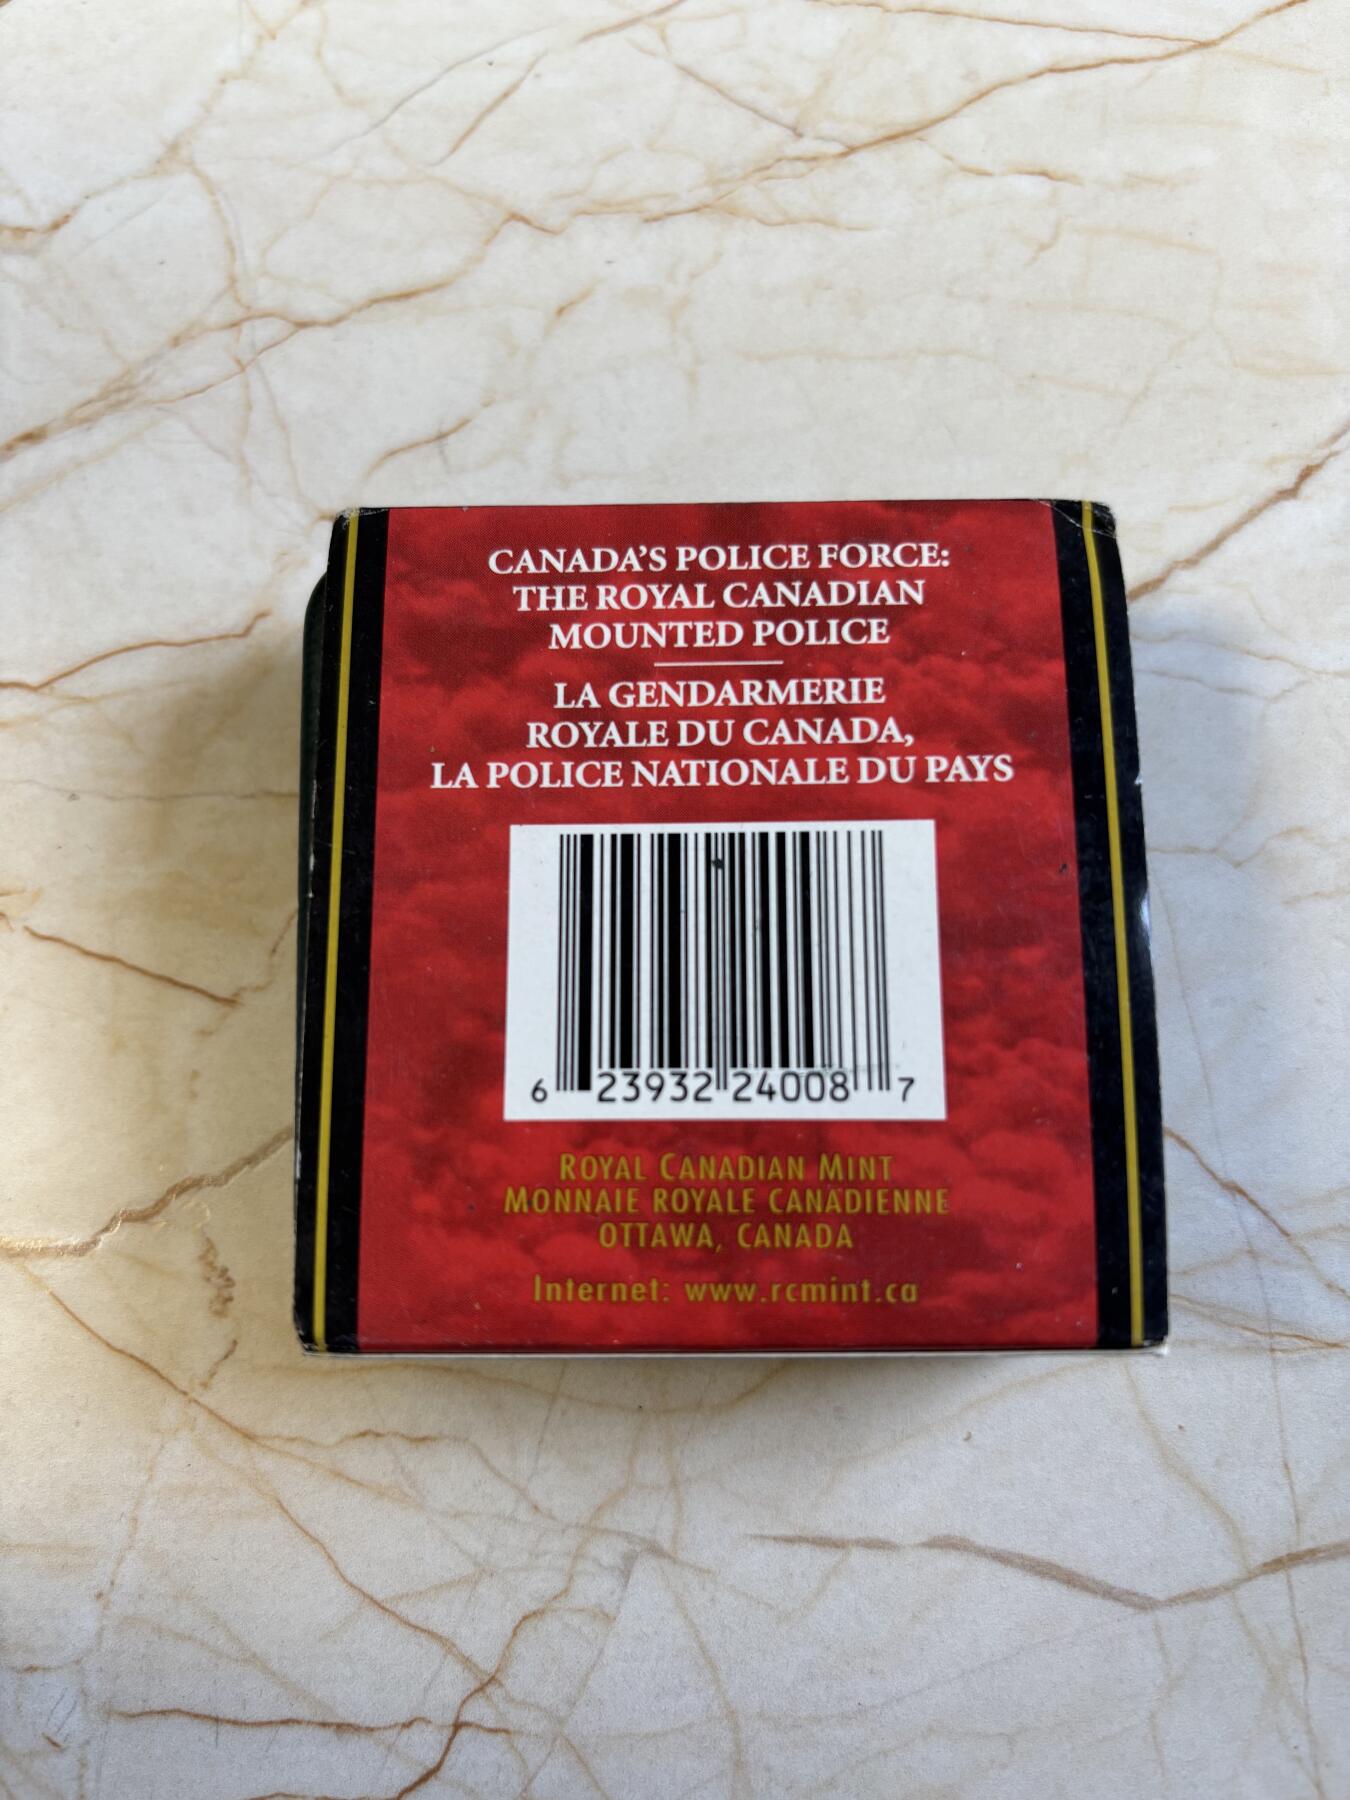 CANADA'S POLICE FORCE:
THE ROYAL CANADIAN
MOUNTED POLICE
LA GENDARMERIE
ROYALE DU CANADA,
LA POLICE NATIONALE DU PAYS
6 23932 24008 7
ROYAL CANADIAN MINT
MONNAIE ROYALE CANADIENNE
OTTAWA, CANADA
Internet: www.rcmint.ca